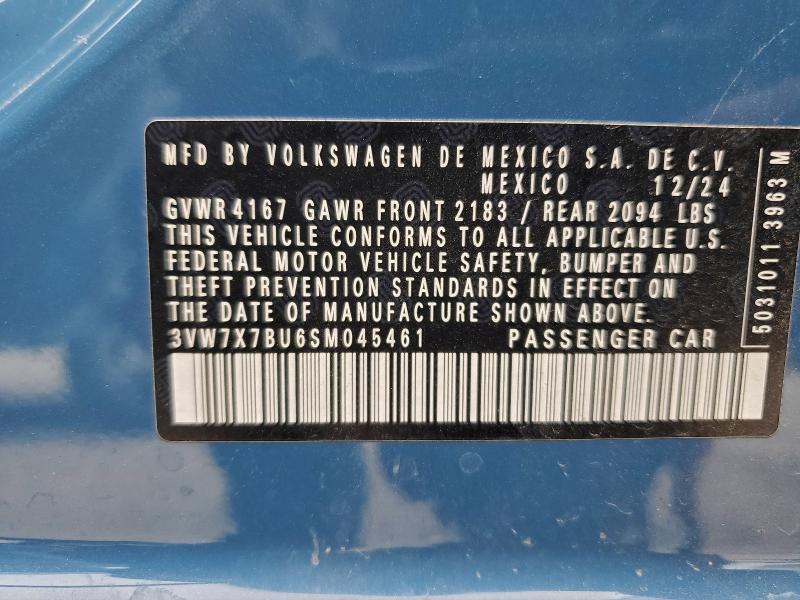 MFD BY VOLKSWAGEN DE MEXICO S.A. DE C.V.
MEXICO 12/24
GVWR 4167 GAWR FRONT 2183 / REAR 2094 LBS
THIS VEHICLE CONFORMS TO ALL APPLICABLE U.S.
FEDERAL MOTOR VEHICLE SAFETY, BUMPER AND
THEFT PREVENTION STANDARDS IN EFFECT ON
THE DATE OF MANUFACTURE SHOWN ABOVE.
3VW7X7BU6SM045461 PASSENGER CAR
5031011 3963 M